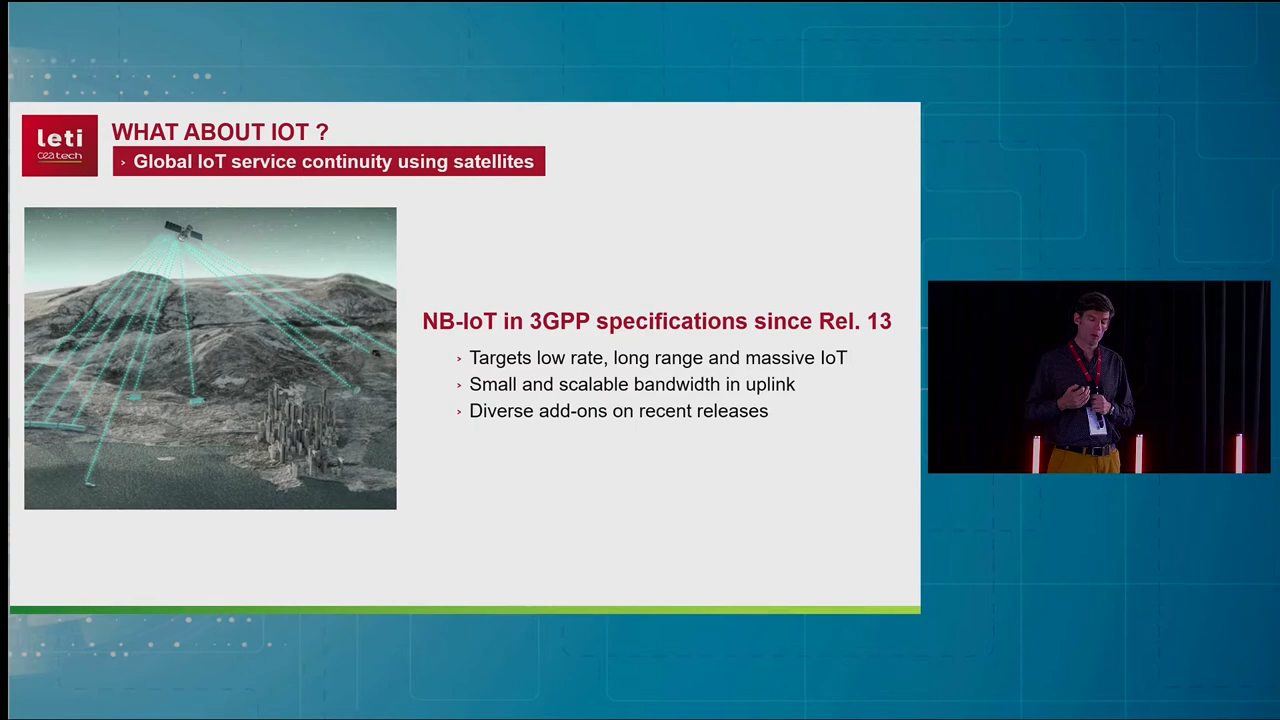 leti
cea tech
WHAT ABOUT IOT ?
› Global IoT service continuity using satellites
NB-IoT in 3GPP specifications since Rel. 13
› Targets low rate, long range and massive IoT
› Small and scalable bandwidth in uplink
› Diverse add-ons on recent releases